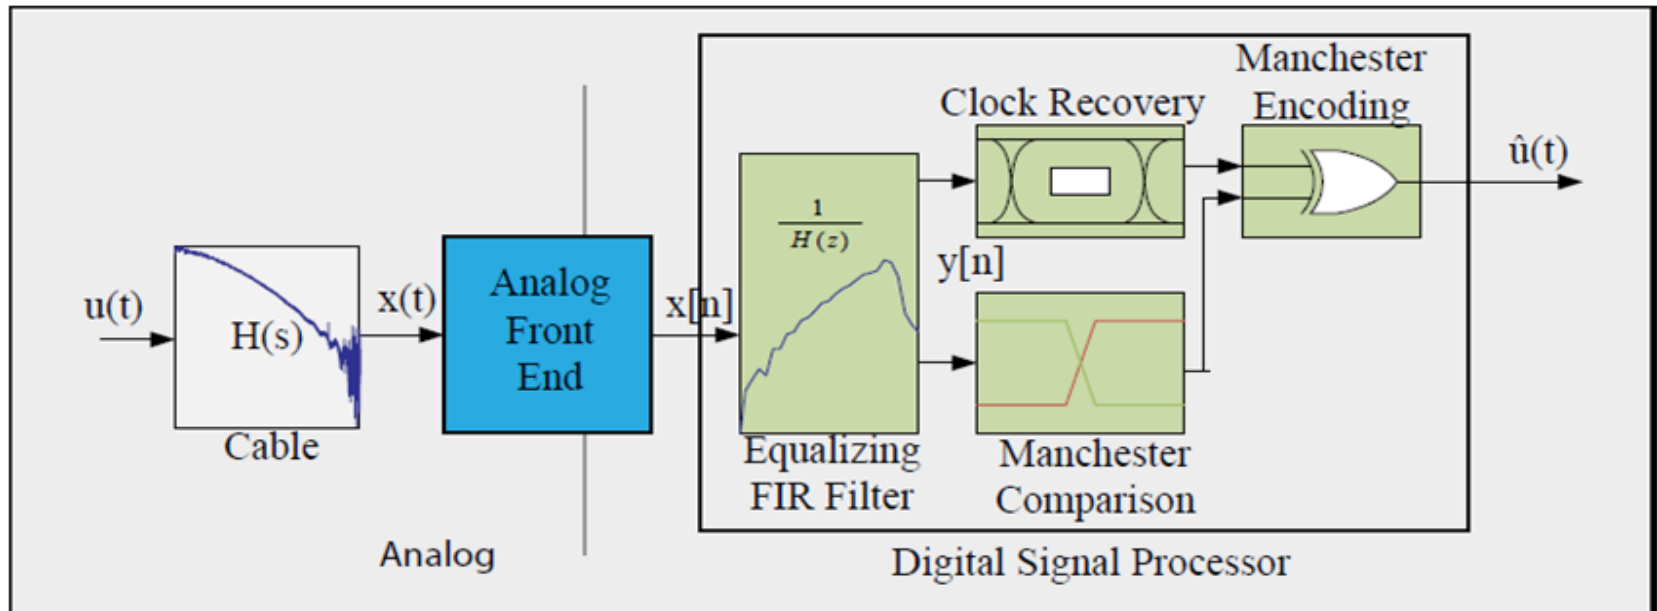 Manchester
Encoding
Clock Recovery
û(t)
1
H(z)
y[n]
u(t)
H(s)
x(t)
Analog
Front
End
x[n]
Cable
Equalizing
FIR Filter
Manchester
Comparison
Analog
Digital Signal Processor